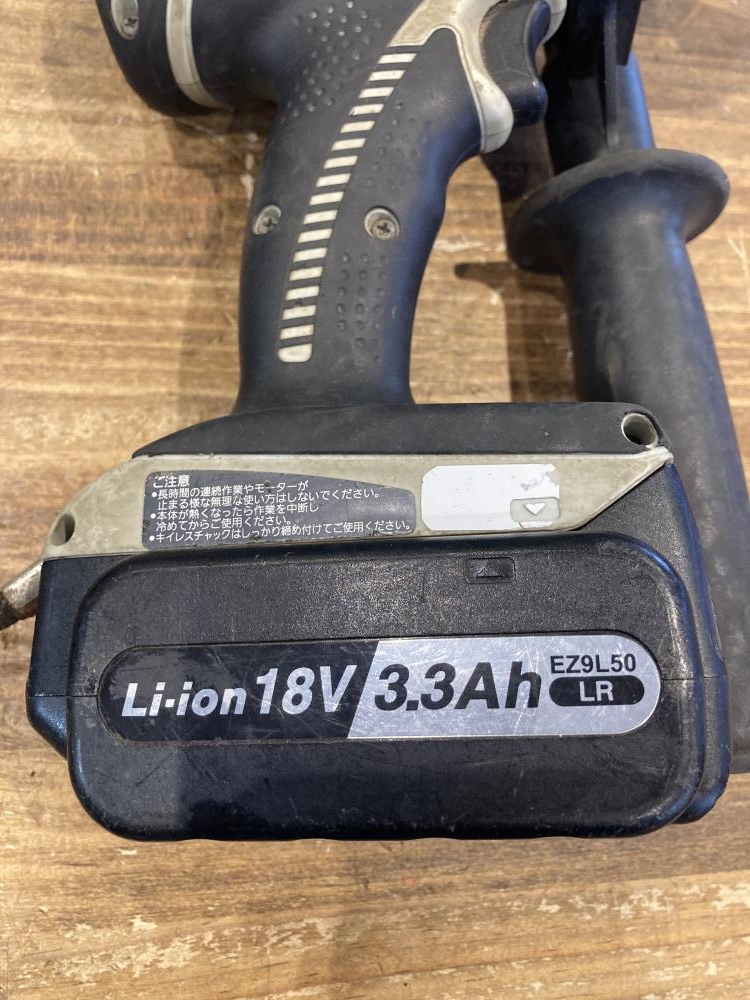 ご注意
●長時間の連続作業やモーターが
止まる様な無理な使い方はしないでください。
●本体が熱くなったら作業を中断し
冷めてからご使用ください。
●キイレスチャックはしっかり締め付けてご使用ください。
Li-ion 18V 3.3Ah EZ9L50
LR